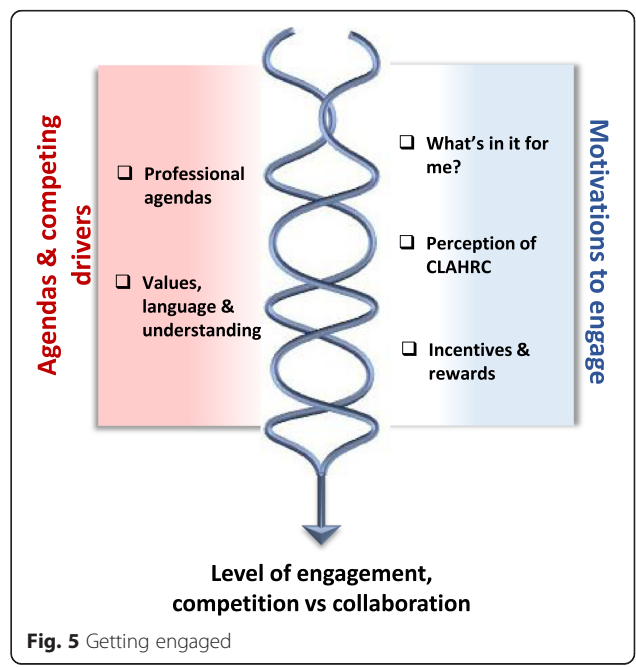 Agendas & competing
drivers
❑ Professional
agendas
❑ Values,
language &
understanding
❑ What's in it for
me?
❑ Perception of
CLAHRC
❑ Incentives &
rewards
Motivations to engage
Level of engagement,
competition vs collaboration
Fig. 5 Getting engaged